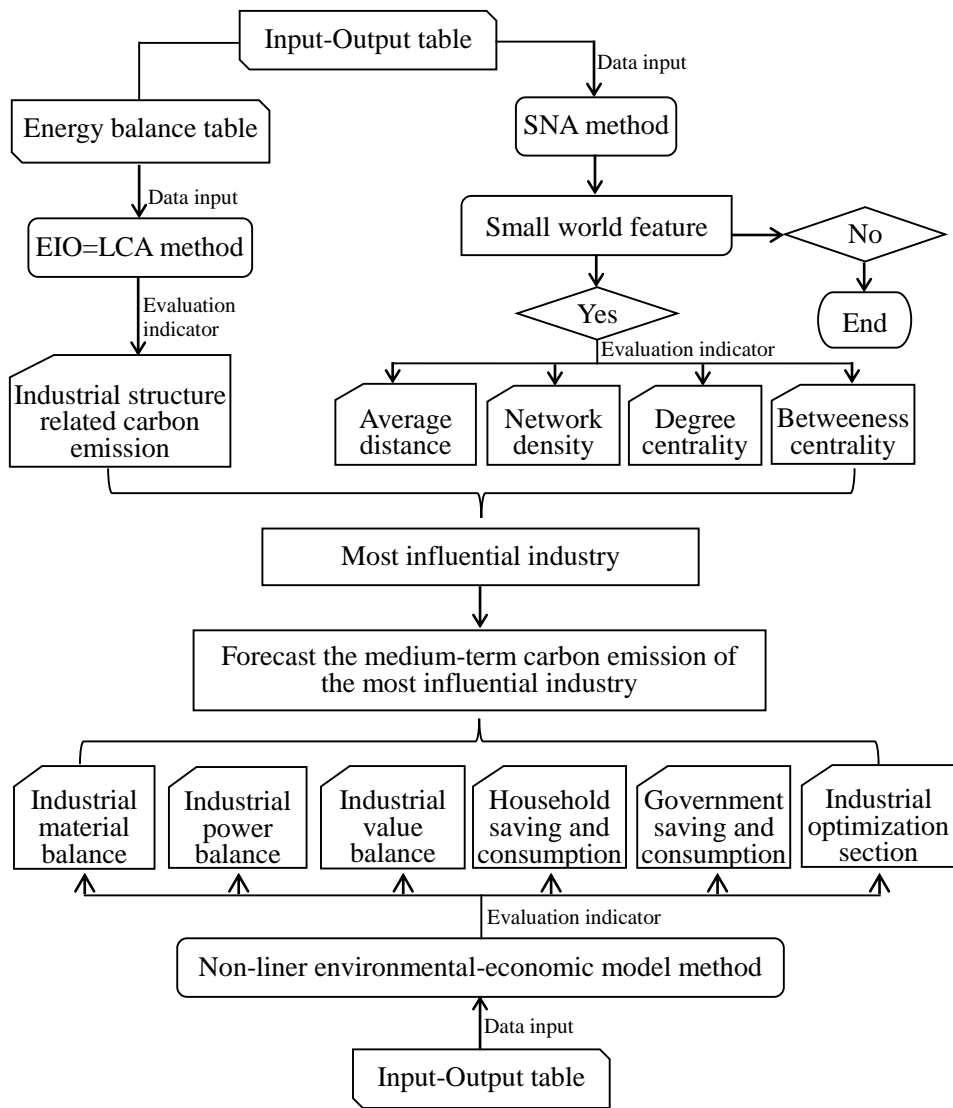 Input-Output table
Data input
Energy balance table
SNA method
Data input
Small world feature
No
EIO=LCA method
Evaluation
indicator
Yes
End
Evaluation indicator
Industrial structure
related carbon
emission
Average
distance
Network
density
Degree
centrality
Betweeness
centrality
Most influential industry
Forecast the medium-term carbon emission of
the most influential industry
Industrial
material
balance
Industrial
power
balance
Industrial
value
balance
Household
saving and
consumption
Government
saving and
consumption
Industrial
optimization
section
Evaluation indicator
Non-liner environmental-economic model method
Data input
Input-Output table